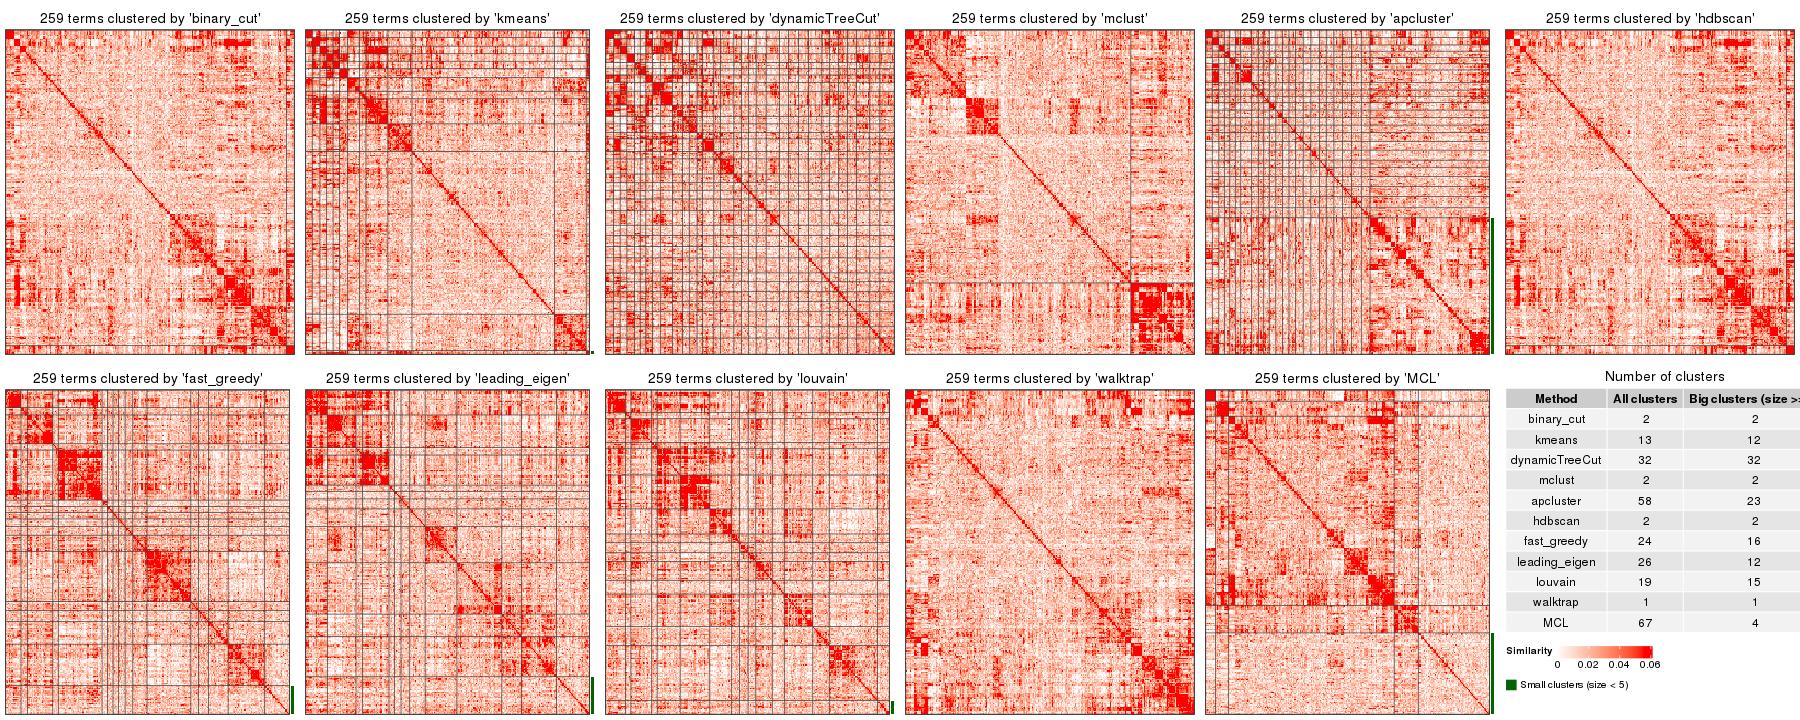 259 terms clustered by 'binary_cut'
259 terms clustered by 'kmeans'
259 terms clustered by 'dynamicTreeCut'
259 terms clustered by 'mclust'
259 terms clustered by 'apcluster'
259 terms clustered by 'hdbscan'
259 terms clustered by 'fast_greedy'
259 terms clustered by 'leading_eigen'
259 terms clustered by 'louvain'
259 terms clustered by 'walktrap'
259 terms clustered by 'MCL'
Number of clusters
Method All clusters Big clusters (size >=
binary_cut 2 2
kmeans 13 12
dynamicTreeCut 32 32
mclust 2 2
apcluster 58 23
hdbscan 2 2
fast_greedy 24 16
leading_eigen 26 12
louvain 19 15
walktrap 1 1
MCL 67 4
Similarity
0 0.02 0.04 0.06
Small clusters (size < 5)